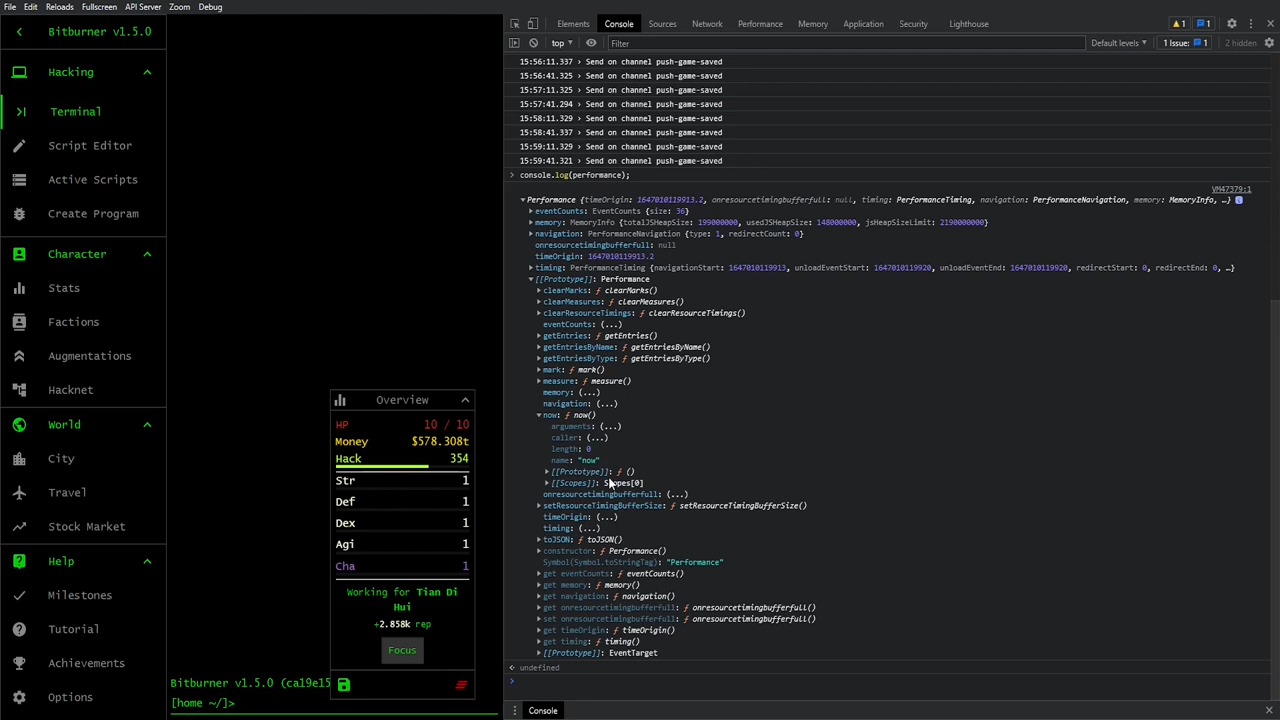 File Edit Reloads Fullscreen API Server Zoom Debug
Bitburner v1.5.0
Hacking
Terminal
Script Editor
Active Scripts
Create Program
Character
Stats
Factions
Augmentations
Hacknet
World
City
Travel
Stock Market
Help
Milestones
Tutorial
Achievements
Options
Overview
HP 10 / 10
Money $578.308t
Hack 354
Str 1
Def 1
Dex 1
Agi 1
Cha 1
Working for Tian Di
Hui
+2.858k rep
Focus
Bitburner v1.5.0 (ca19e15
[home ~/]>
Elements Console Sources Network Performance Memory Application Security Lighthouse 1 1
top Filter Default levels 1 Issue: 1 2 hidden
15:56:11.337 › Send on channel push-game-saved
15:56:41.325 › Send on channel push-game-saved
15:57:11.325 › Send on channel push-game-saved
15:57:41.294 › Send on channel push-game-saved
15:58:11.329 › Send on channel push-game-saved
15:58:41.337 › Send on channel push-game-saved
15:59:11.329 › Send on channel push-game-saved
15:59:41.321 › Send on channel push-game-saved
console.log(performance);
VM47379:1
Performance {timeOrigin: 1647010119913.2, onresourcetimingbufferfull: null, timing: PerformanceTiming, navigation: PerformanceNavigation, memory: MemoryInfo, …}
eventCounts: EventCounts {size: 36}
memory: MemoryInfo {totalJSHeapSize: 199000000, usedJSHeapSize: 148000000, jsHeapSizeLimit: 2190000000}
navigation: PerformanceNavigation {type: 1, redirectCount: 0}
onresourcetimingbufferfull: null
timeOrigin: 1647010119913.2
timing: PerformanceTiming {navigationStart: 1647010119913, unloadEventStart: 1647010119920, unloadEventEnd: 1647010119920, redirectStart: 0, redirectEnd: 0, …}
[[Prototype]]: Performance
clearMarks: ƒ clearMarks()
clearMeasures: ƒ clearMeasures()
clearResourceTimings: ƒ clearResourceTimings()
eventCounts: (...)
getEntries: ƒ getEntries()
getEntriesByName: ƒ getEntriesByName()
getEntriesByType: ƒ getEntriesByType()
mark: ƒ mark()
measure: ƒ measure()
memory: (...)
navigation: (...)
now: ƒ now()
arguments: (...)
caller: (...)
length: 0
name: "now"
[[Prototype]]: ƒ ()
[[Scopes]]: Scopes[0]
onresourcetimingbufferfull: (...)
setResourceTimingBufferSize: ƒ setResourceTimingBufferSize()
timeOrigin: (...)
timing: (...)
toJSON: ƒ toJSON()
constructor: ƒ Performance()
Symbol(Symbol.toStringTag): "Performance"
get eventCounts: ƒ eventCounts()
get memory: ƒ memory()
get navigation: ƒ navigation()
get onresourcetimingbufferfull: ƒ onresourcetimingbufferfull()
set onresourcetimingbufferfull: ƒ onresourcetimingbufferfull()
get timeOrigin: ƒ timeOrigin()
get timing: ƒ timing()
[[Prototype]]: EventTarget
undefined
Console